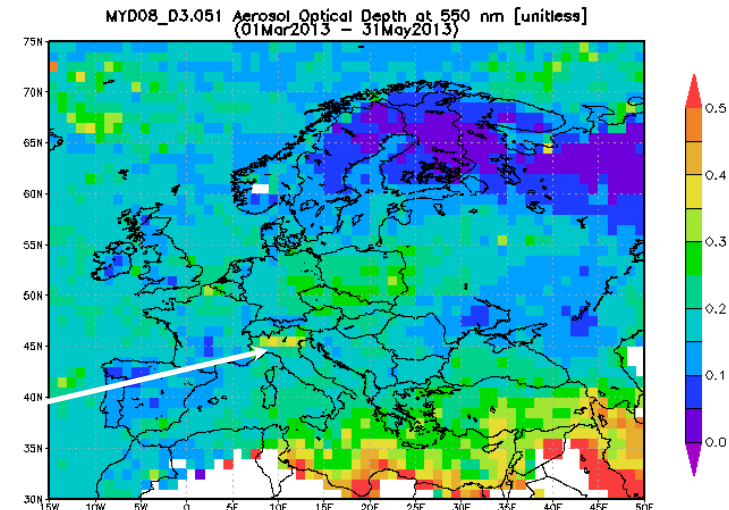 MYD08_D3.051 Aerosol Optical Depth at 550 nm [unitless]
(01Mar2013 – 31May2013)
75N
70N
65N
60N
55N
50N
45N
40N
35N
30N
15W 10W 5W 0 5E 10E 15E 20E 25E 30E 35E 40E 45E 50E
0.5
0.4
0.3
0.2
0.1
0.0